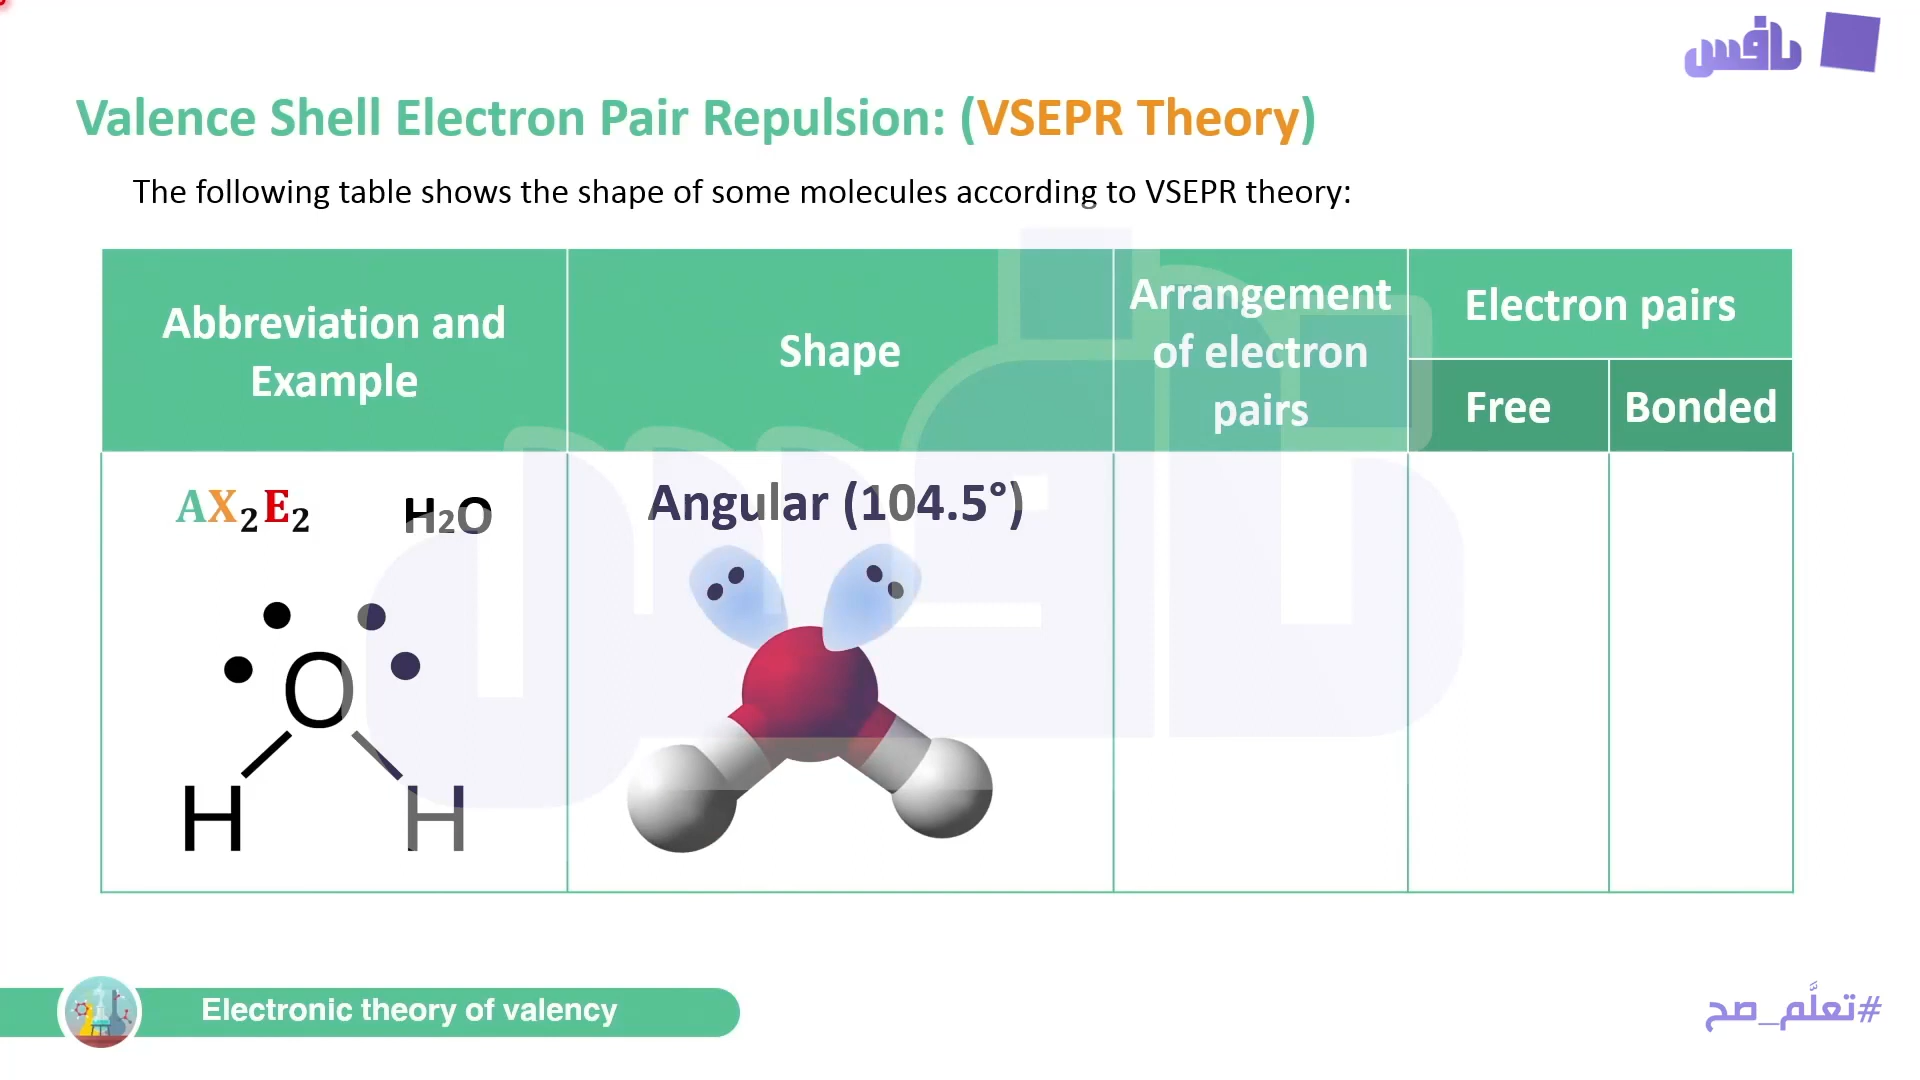 نافس
Valence Shell Electron Pair Repulsion: (VSEPR Theory)
The following table shows the shape of some molecules according to VSEPR theory:
Abbreviation and
Example
Shape
Arrangement
of electron
pairs
Electron pairs
Free
Bonded
AX₂E₂
H₂O
Angular (104.5°)
O
H H
Electronic theory of valency
#تعلَّم_صح